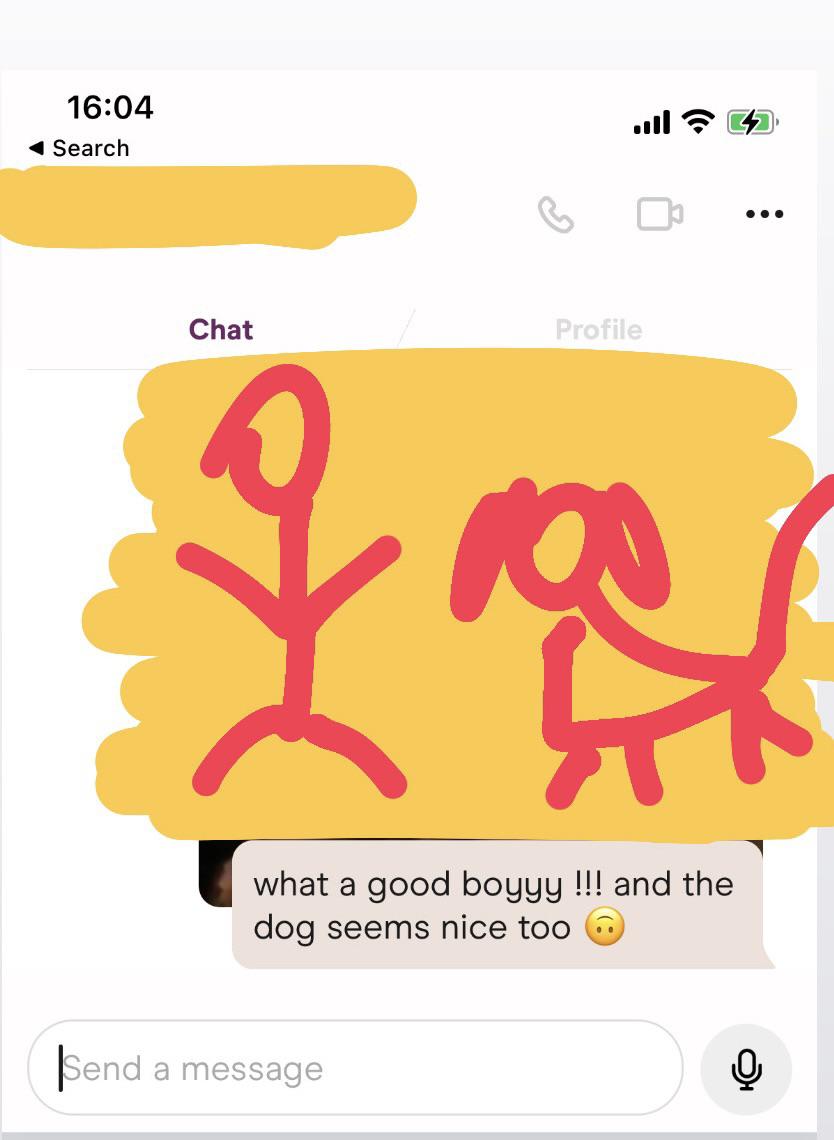 16:04
◀ Search
Chat
Profile
what a good boyyy !!! and the
dog seems nice too 🙃
Send a message